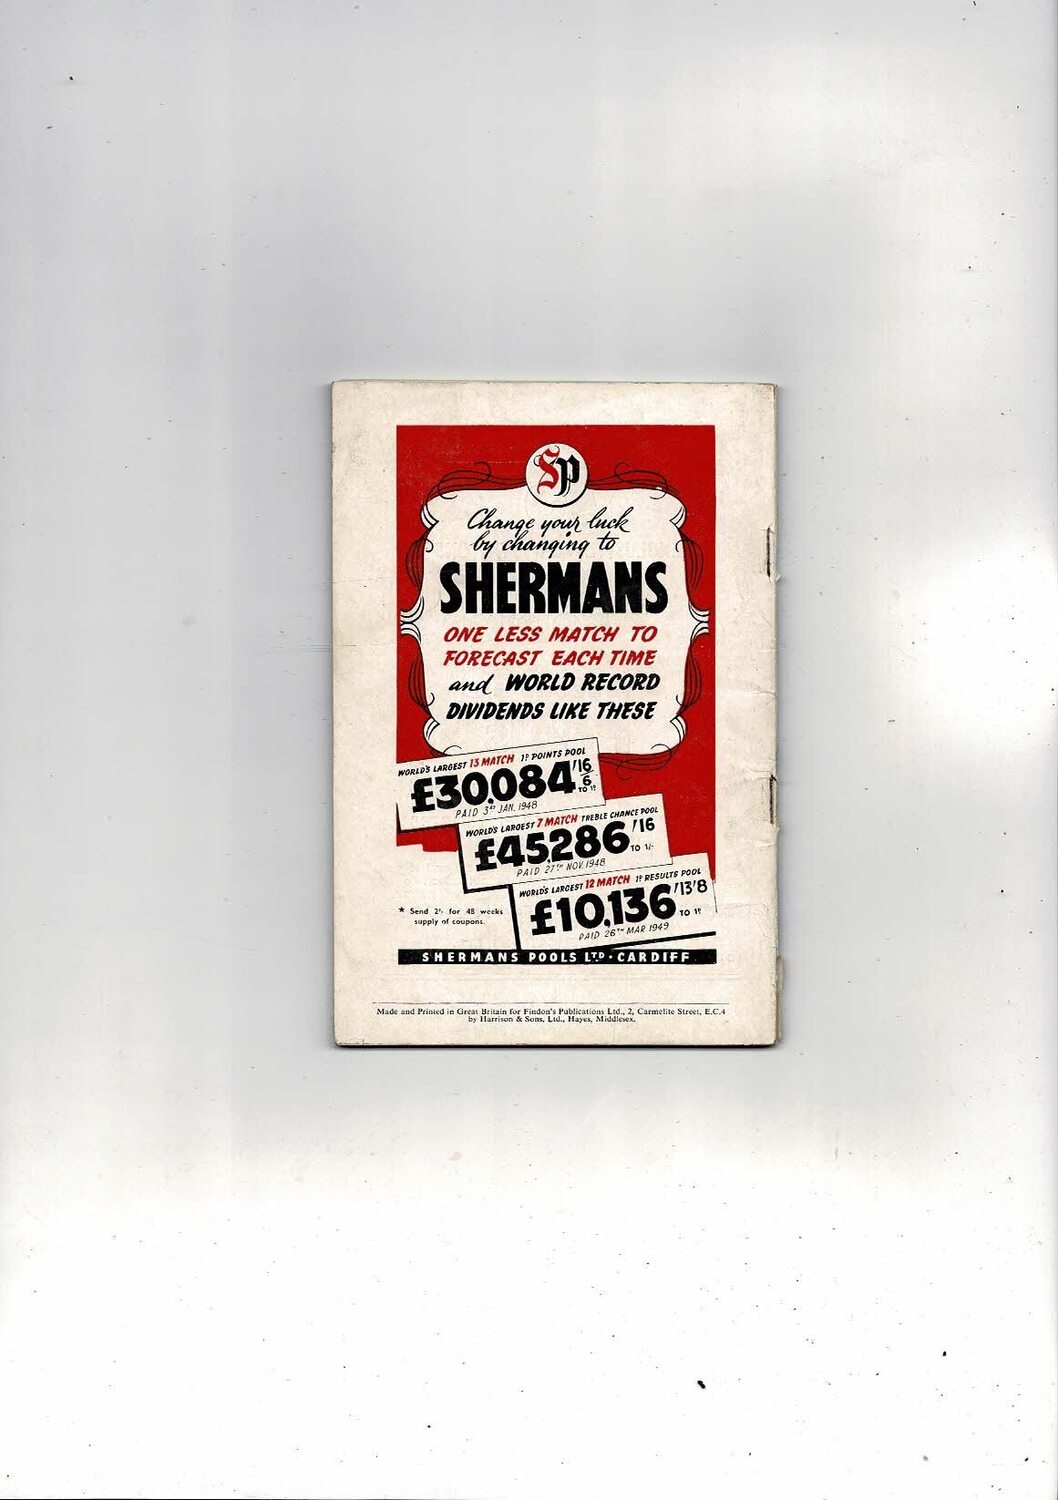 SP
Change your luck
by changing to
SHERMANS
ONE LESS MATCH TO
FORECAST EACH TIME
and WORLD RECORD
DIVIDENDS LIKE THESE
WORLD'S LARGEST 13 MATCH 1ᴰ POINTS POOL
£30,084/16/6 TO 1ᴰ
PAID 3ᴿᴰ JAN. 1948
WORLD'S LARGEST 7 MATCH TREBLE CHANCE POOL
£45,286/16 TO 1/-
PAID 27ᵀᴴ NOV. 1948
WORLD'S LARGEST 12 MATCH 1ᴰ RESULTS POOL
£10,136/13'8 TO 1ᴰ
PAID 26ᵀᴴ MAR. 1949
★ Send 2/- for 48 weeks
supply of coupons.
SHERMANS POOLS LTD • CARDIFF
Made and Printed in Great Britain for Findon's Publications Ltd., 2, Carmelite Street, E.C.4
by Harrison & Sons, Ltd., Hayes, Middlesex.